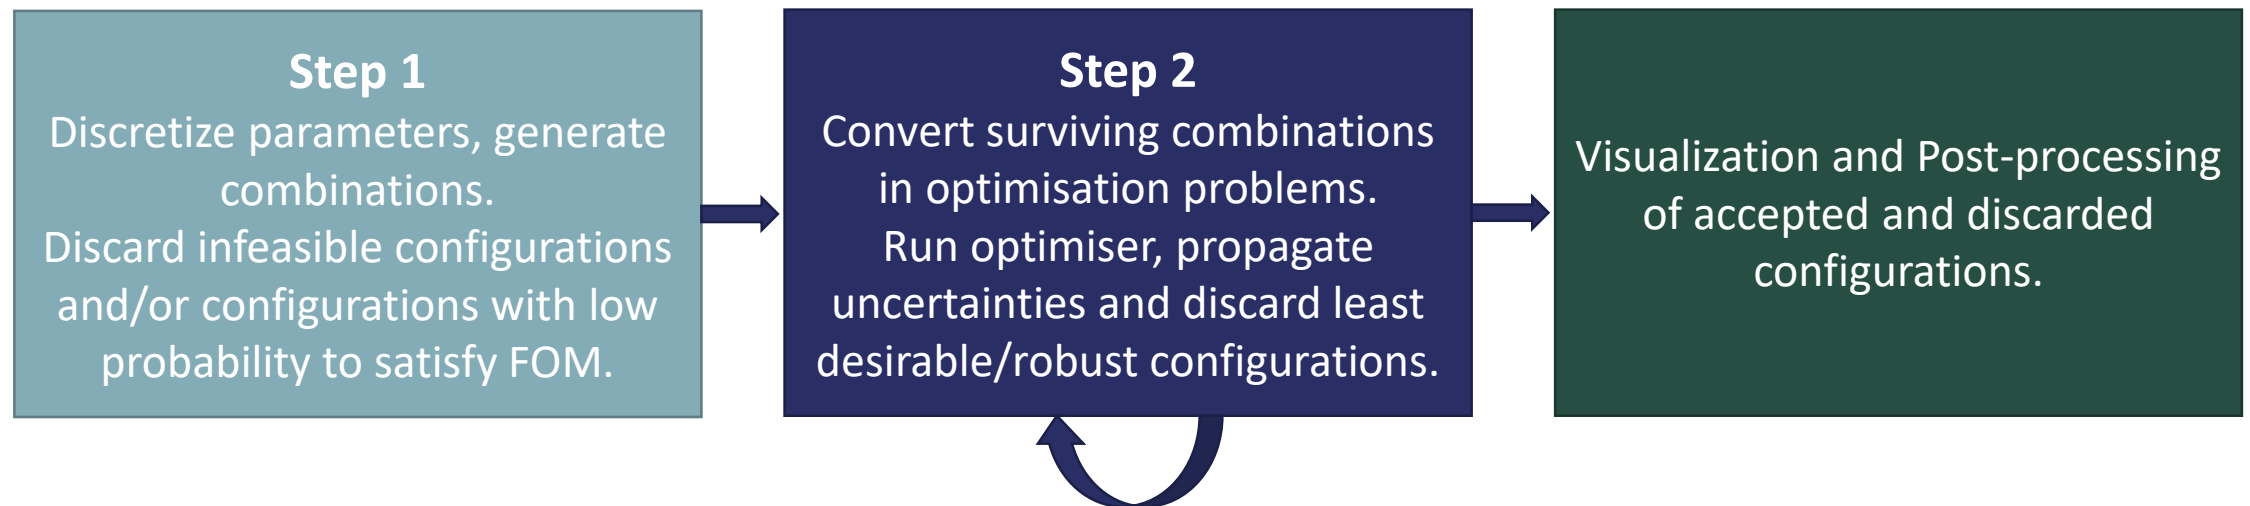 Step 1
Discretize parameters, generate
combinations.
Discard infeasible configurations
and/or configurations with low
probability to satisfy FOM.
Step 2
Convert surviving combinations
in optimisation problems.
Run optimiser, propagate
uncertainties and discard least
desirable/robust configurations.
Visualization and Post-processing
of accepted and discarded
configurations.